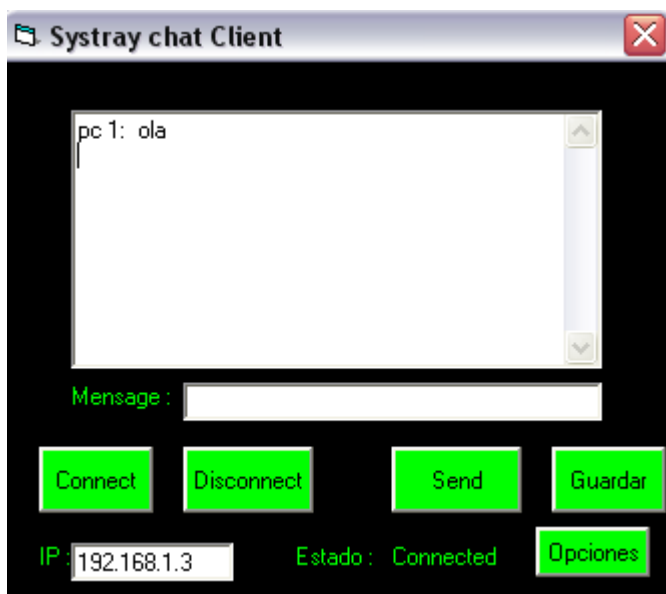 Systray chat Client
pc 1: ola
Mensage :
Connect Disconnect Send Guardar
IP : 192.168.1.3 Estado : Connected Opciones